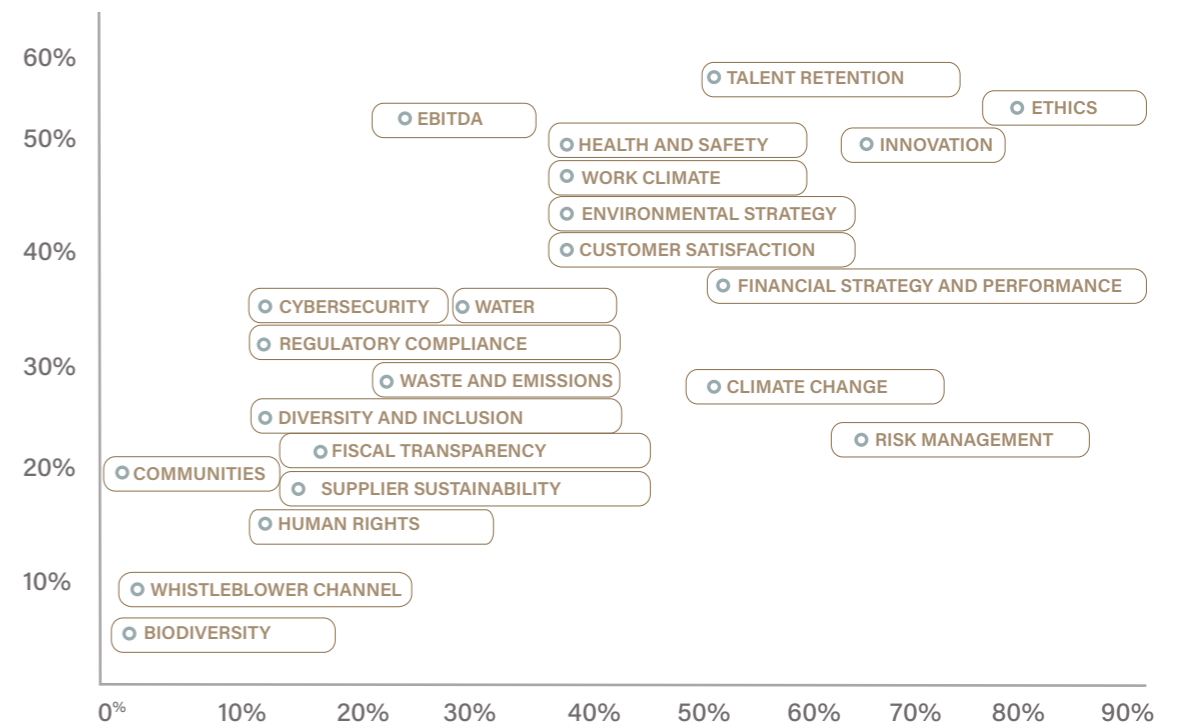 60%
TALENT RETENTION
ETHICS
EBITDA
50%
HEALTH AND SAFETY
INNOVATION
WORK CLIMATE
ENVIRONMENTAL STRATEGY
40%
CUSTOMER SATISFACTION
FINANCIAL STRATEGY AND PERFORMANCE
CYBERSECURITY
WATER
REGULATORY COMPLIANCE
30%
WASTE AND EMISSIONS
CLIMATE CHANGE
DIVERSITY AND INCLUSION
RISK MANAGEMENT
FISCAL TRANSPARENCY
20%
COMMUNITIES
SUPPLIER SUSTAINABILITY
HUMAN RIGHTS
10%
WHISTLEBLOWER CHANNEL
BIODIVERSITY
0% 10% 20% 30% 40% 50% 60% 70% 80% 90%